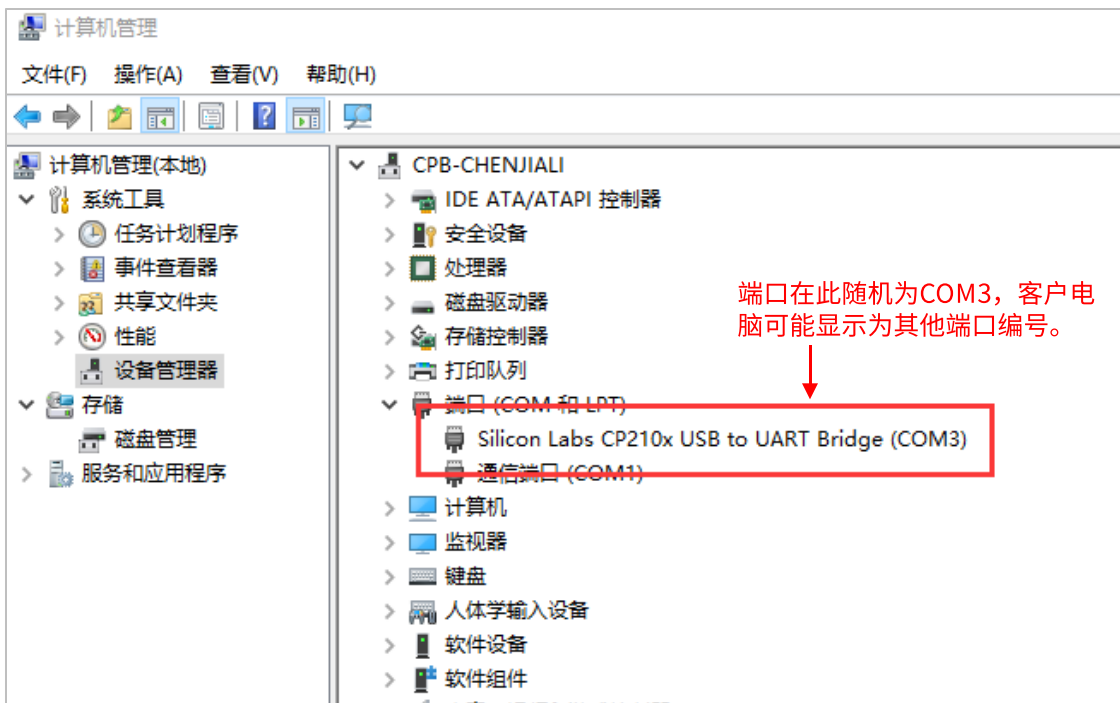 计算机管理
文件(F) 操作(A) 查看(V) 帮助(H)
计算机管理(本地)
系统工具
任务计划程序
事件查看器
共享文件夹
性能
设备管理器
存储
磁盘管理
服务和应用程序
CPB-CHENJIALI
IDE ATA/ATAPI 控制器
安全设备
处理器
磁盘驱动器
存储控制器
打印队列
端口 (COM 和 LPT)
Silicon Labs CP210x USB to UART Bridge (COM3)
通信端口 (COM1)
计算机
监视器
键盘
人体学输入设备
软件设备
软件组件
端口在此随机为COM3，客户电
脑可能显示为其他端口编号。